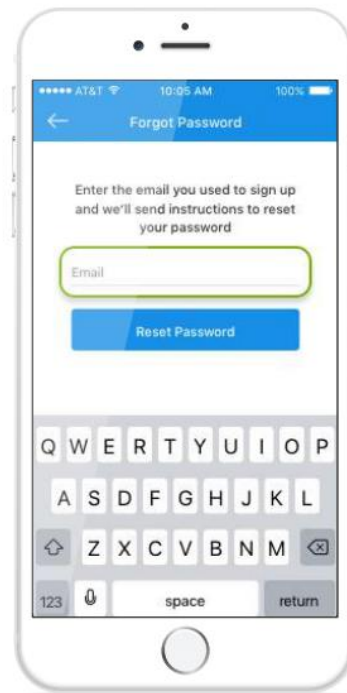 AT&T 10:05 AM 100%
Forgot Password
Enter the email you used to sign up
and we'll send instructions to reset
your password
Email
Reset Password
Q W E R T Y U I O P
A S D F G H J K L
Z X C V B N M
123 space return